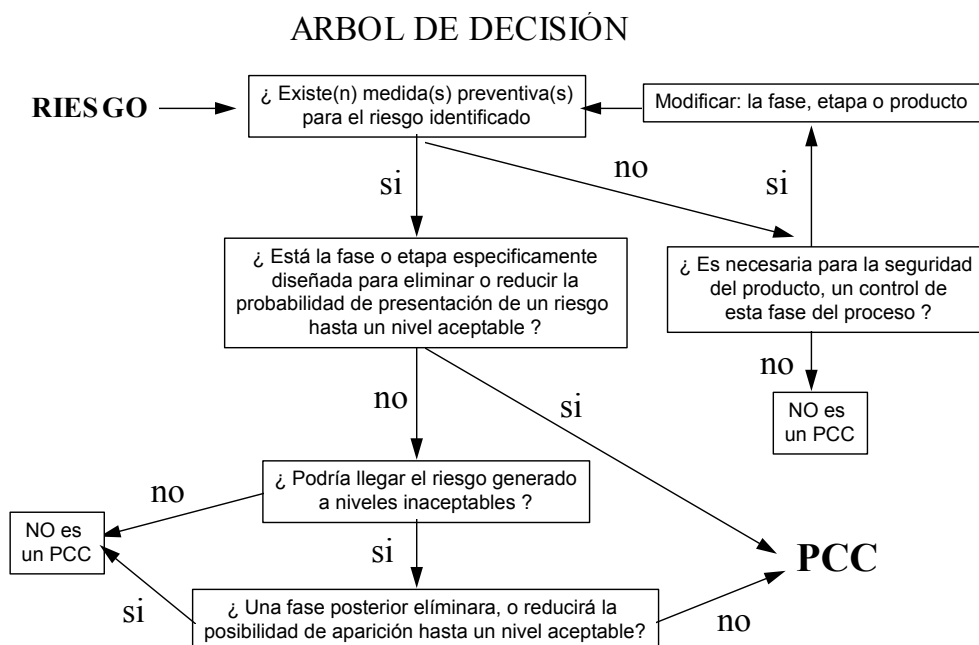 ARBOL DE DECISIÓN
RIESGO
¿ Existe(n) medida(s) preventiva(s)
para el riesgo identificado
Modificar: la fase, etapa o producto
si
no
si
¿ Está la fase o etapa especificamente
diseñada para eliminar o reducir la
probabilidad de presentación de un riesgo
hasta un nivel aceptable ?
¿ Es necesaria para la seguridad
del producto, un control de
esta fase del proceso ?
no
si
no
NO es
un PCC
¿ Podría llegar el riesgo generado
a niveles inaceptables ?
no
NO es
un PCC
si
PCC
si
¿ Una fase posterior elíminara, o reducirá la
posibilidad de aparición hasta un nivel aceptable?
no